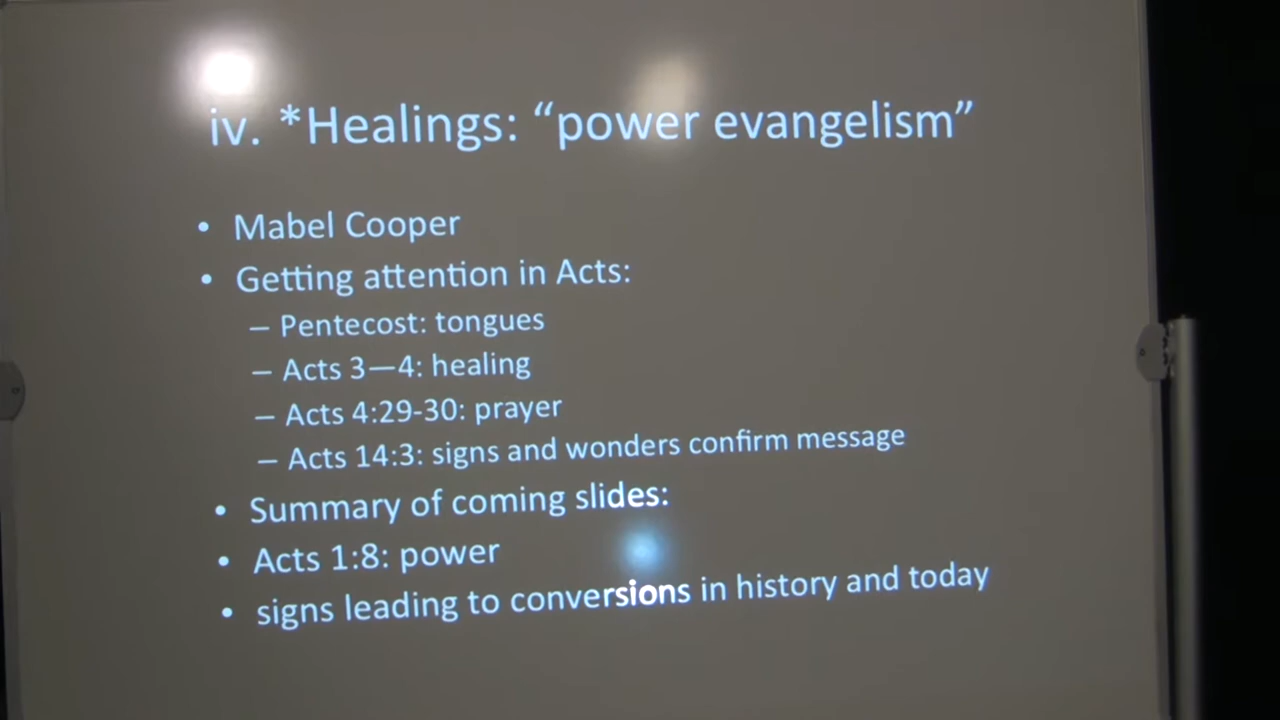 iv. *Healings: “power evangelism”
• Mabel Cooper
• Getting attention in Acts:
– Pentecost: tongues
– Acts 3—4: healing
– Acts 4:29-30: prayer
– Acts 14:3: signs and wonders confirm message
• Summary of coming slides:
• Acts 1:8: power
• signs leading to conversions in history and today